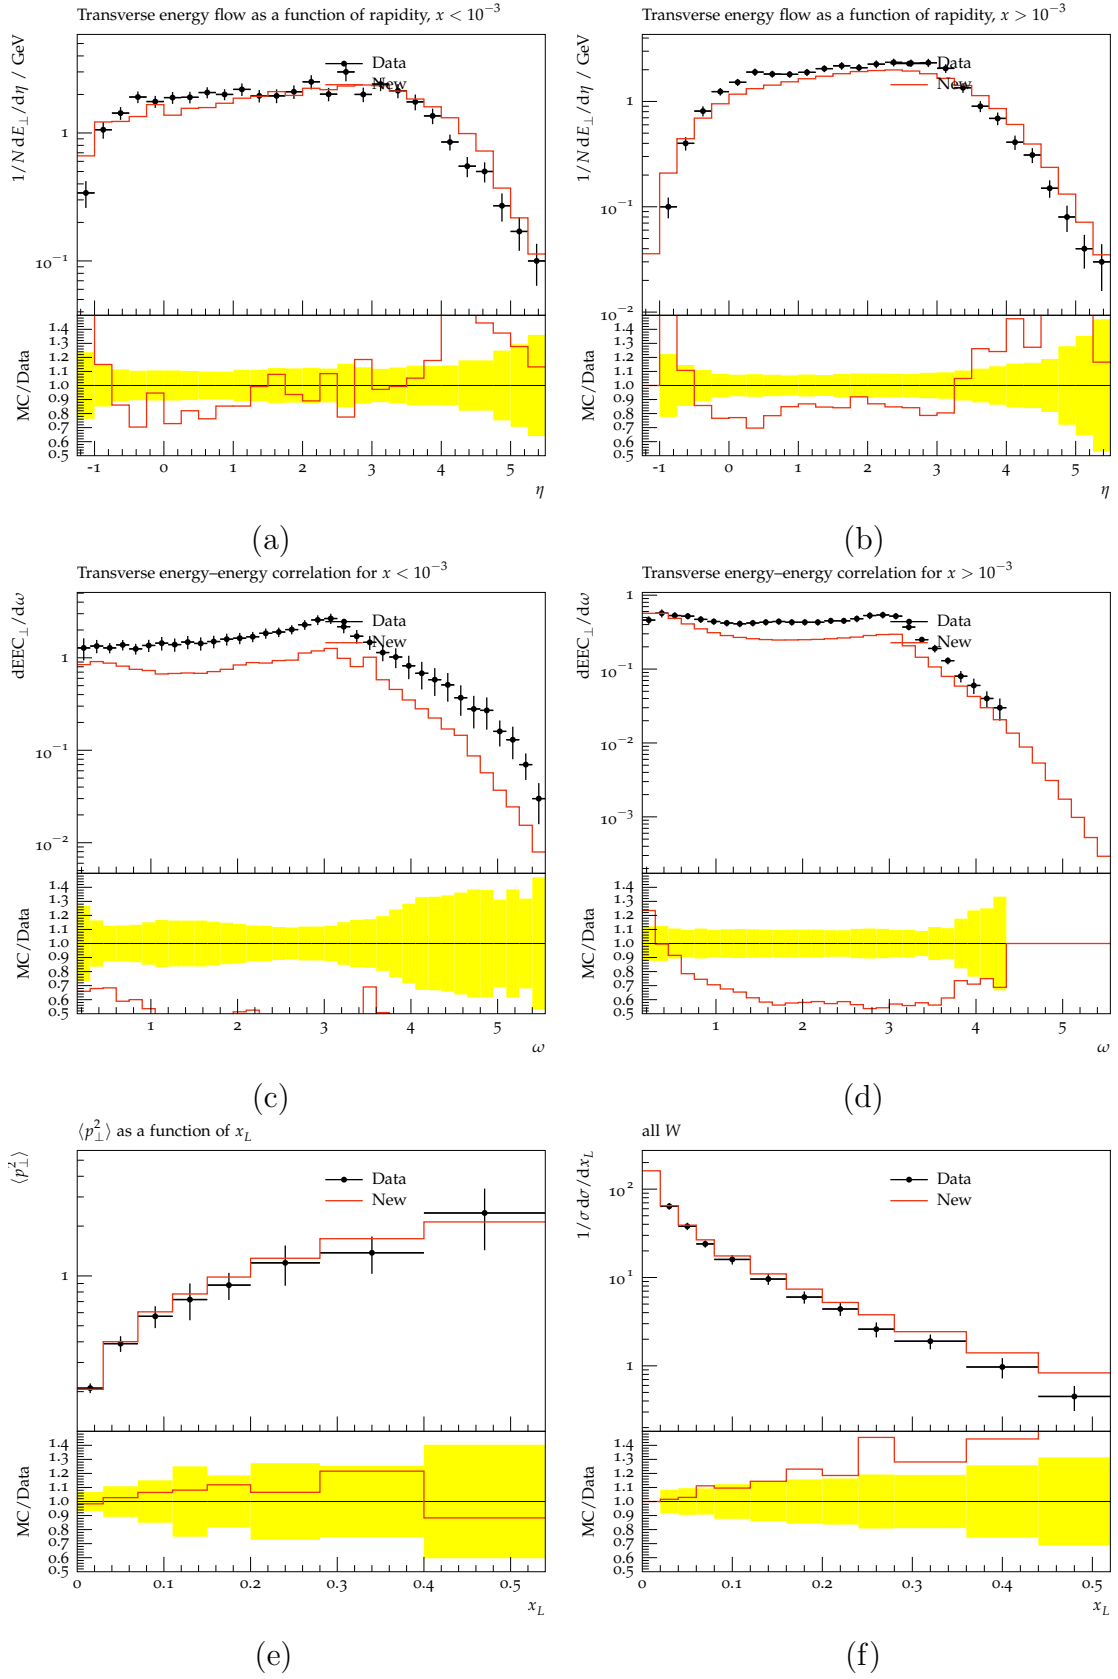 Transverse energy flow as a function of rapidity, x < 10⁻³
Data
New
1/N dE⊥/dη / GeV
1
10⁻¹
MC/Data
1.4
1.3
1.2
1.1
1.0
0.9
0.8
0.7
0.6
0.5
-1 0 1 2 3 4 5
η
(a)
Transverse energy flow as a function of rapidity, x > 10⁻³
Data
New
1/N dE⊥/dη / GeV
1
10⁻¹
10⁻²
MC/Data
1.4
1.3
1.2
1.1
1.0
0.9
0.8
0.7
0.6
0.5
-1 0 1 2 3 4 5
η
(b)
Transverse energy–energy correlation for x < 10⁻³
Data
New
dEEC⊥/dω
1
10⁻¹
10⁻²
MC/Data
1.4
1.3
1.2
1.1
1.0
0.9
0.8
0.7
0.6
0.5
1 2 3 4 5
ω
(c)
Transverse energy–energy correlation for x > 10⁻³
Data
New
dEEC⊥/dω
1
10⁻¹
10⁻²
10⁻³
MC/Data
1.4
1.3
1.2
1.1
1.0
0.9
0.8
0.7
0.6
0.5
1 2 3 4 5
ω
(d)
⟨p²⊥⟩ as a function of x_L
Data
New
⟨p²⊥⟩
1
MC/Data
1.4
1.3
1.2
1.1
1.0
0.9
0.8
0.7
0.6
0.5
0 0.1 0.2 0.3 0.4 0.5
x_L
(e)
all W
Data
New
1/σ dσ/dx_L
10²
10¹
1
MC/Data
1.4
1.3
1.2
1.1
1.0
0.9
0.8
0.7
0.6
0.5
0 0.1 0.2 0.3 0.4 0.5
x_L
(f)